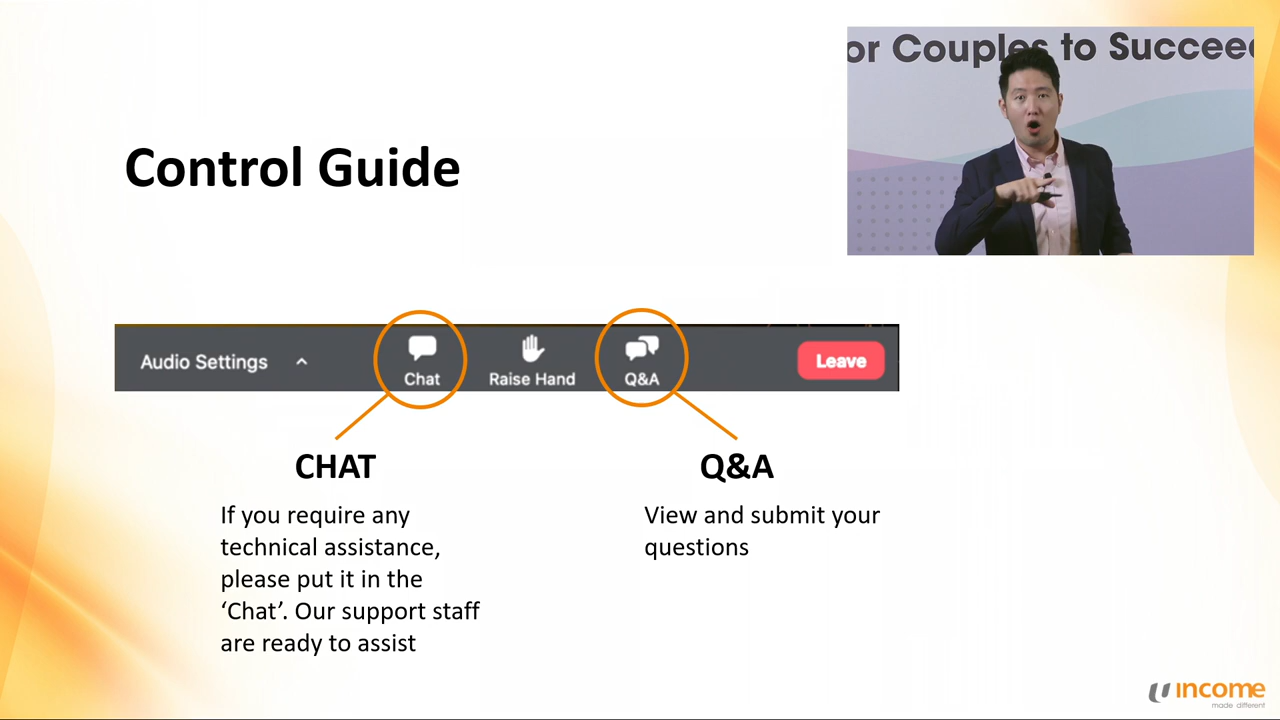 or Couples to Succee
Control Guide
Audio Settings
Chat
Raise Hand
Q&A
Leave
CHAT
If you require any
technical assistance,
please put it in the
‘Chat’. Our support staff
are ready to assist
Q&A
View and submit your
questions
income
made different